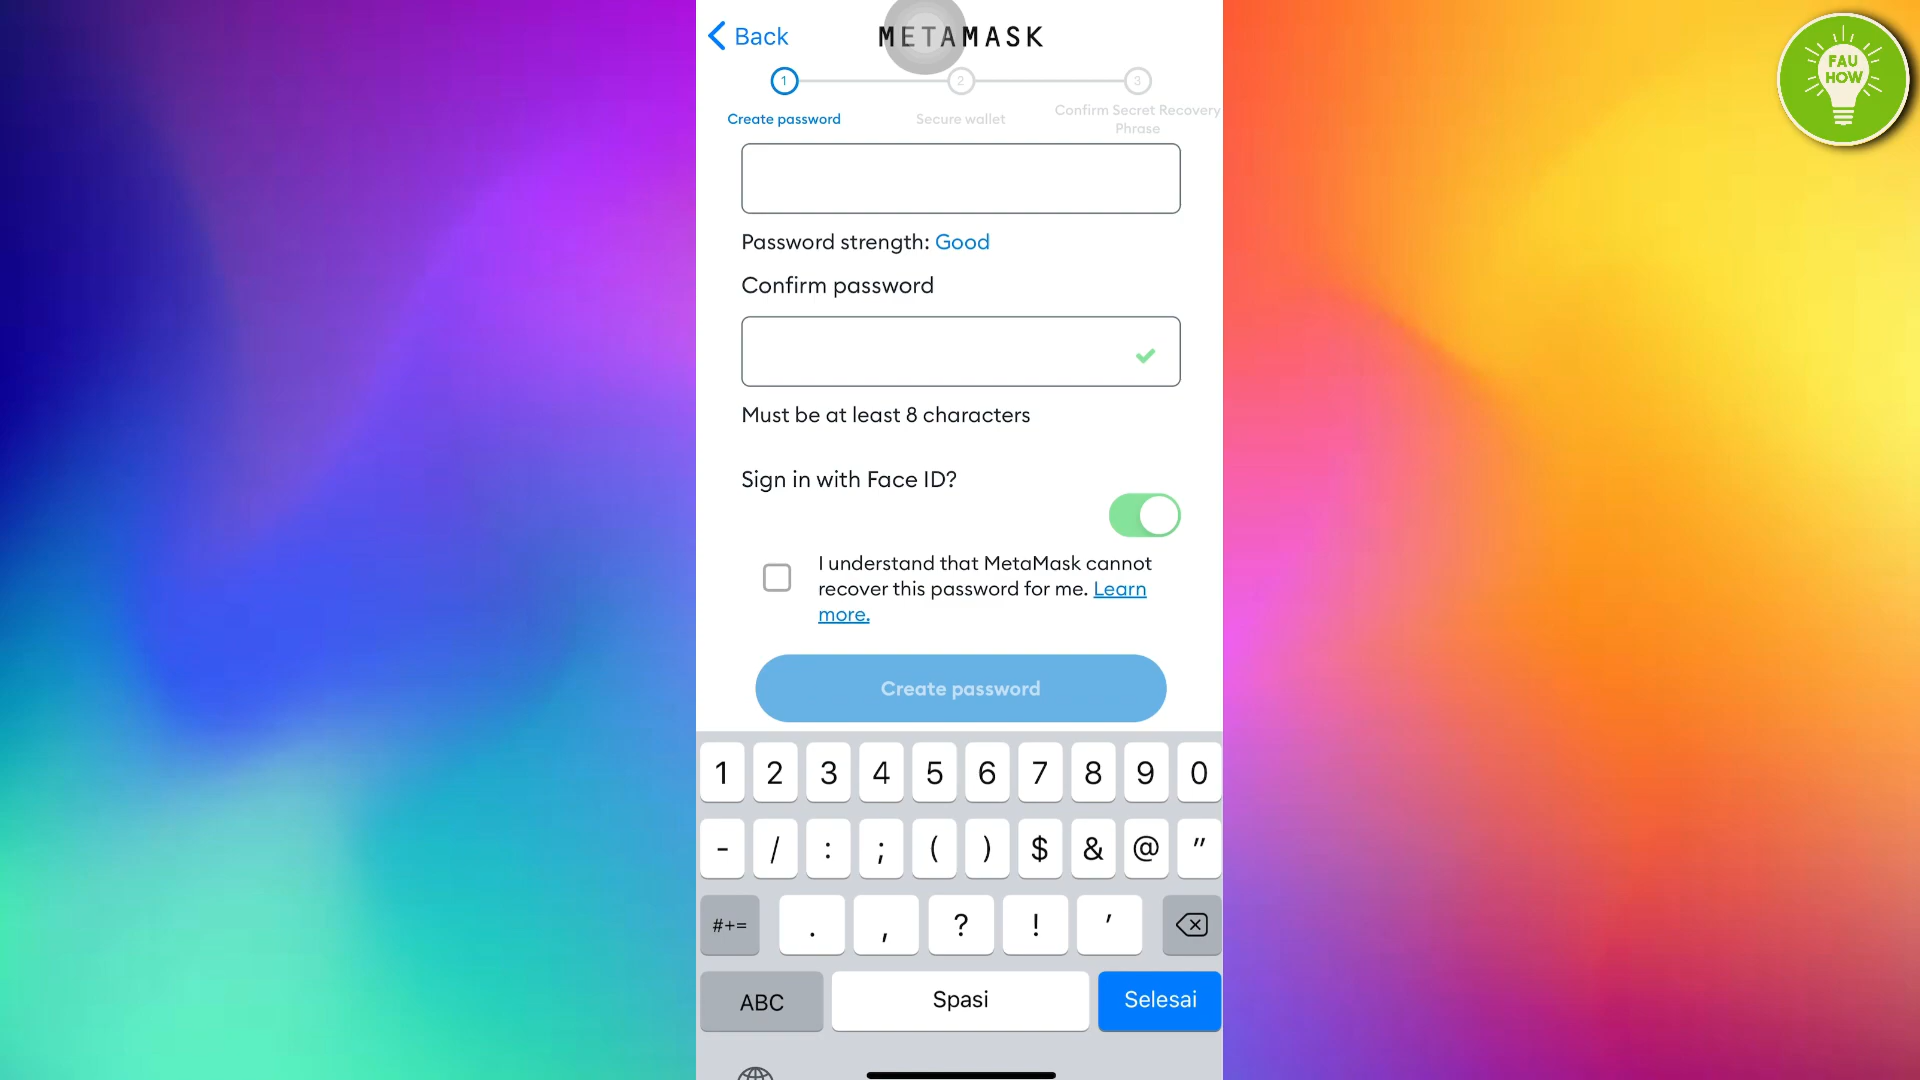 Back
METAMASK
1
2
3
Create password
Secure wallet
Confirm Secret Recovery
Phrase
Password strength: Good
Confirm password
Must be at least 8 characters
Sign in with Face ID?
I understand that MetaMask cannot
recover this password for me. Learn
more.
Create password
1 2 3 4 5 6 7 8 9 0
- / : ; ( ) $ & @ "
#+= . , ? ! '
ABC Spasi Selesai
FAU
HOW